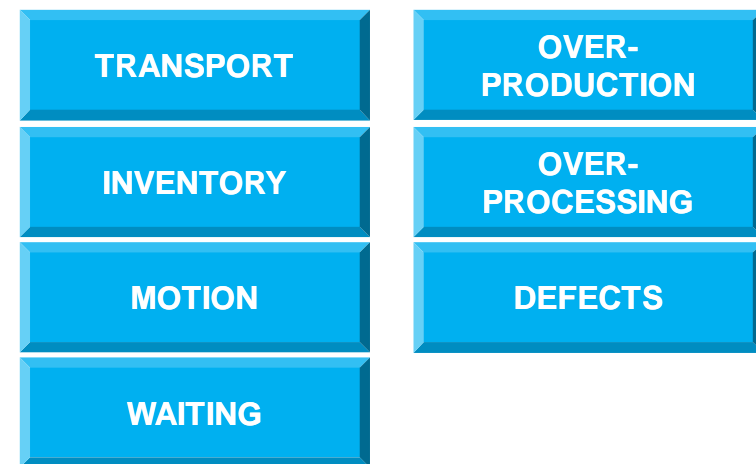 TRANSPORT
INVENTORY
MOTION
WAITING
OVER-
PRODUCTION
OVER-
PROCESSING
DEFECTS